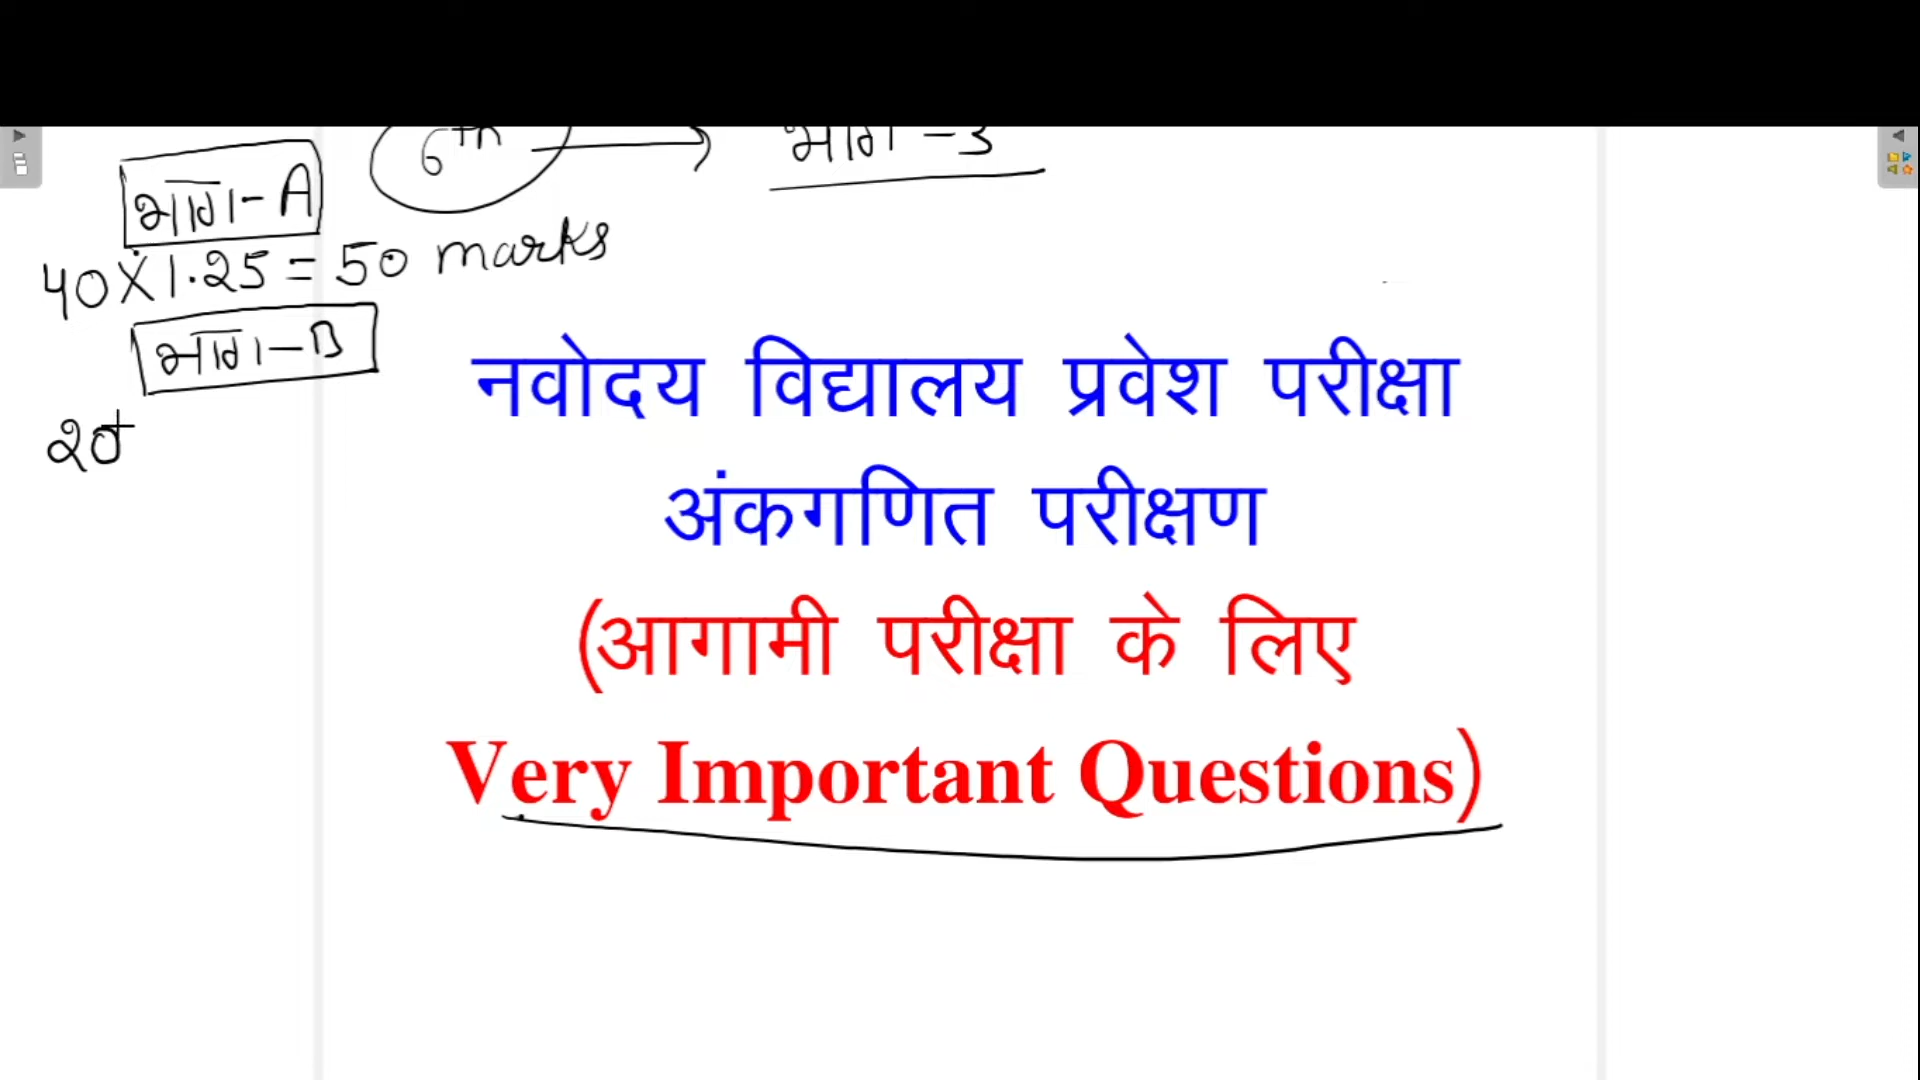 6th → भाग - 3
भाग - A
40 × 1.25 = 50 marks
भाग - B
20
नवोदय विद्यालय प्रवेश परीक्षा
अंकगणित परीक्षण
(आगामी परीक्षा के लिए
Very Important Questions)